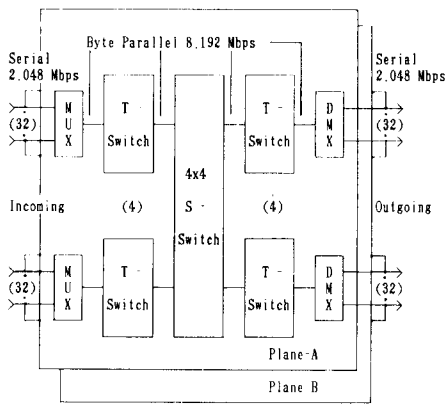 Byte Parallel 8.192 Mbps
Serial
2.048 Mbps
Serial
2.048 Mbps
(32)
MUX
T -
Switch
4x4
S -
Switch
T -
Switch
DMX
(32)
Incoming
(4)
(4)
Outgoing
(32)
MUX
T -
Switch
T -
Switch
DMX
(32)
Plane-A
Plane B